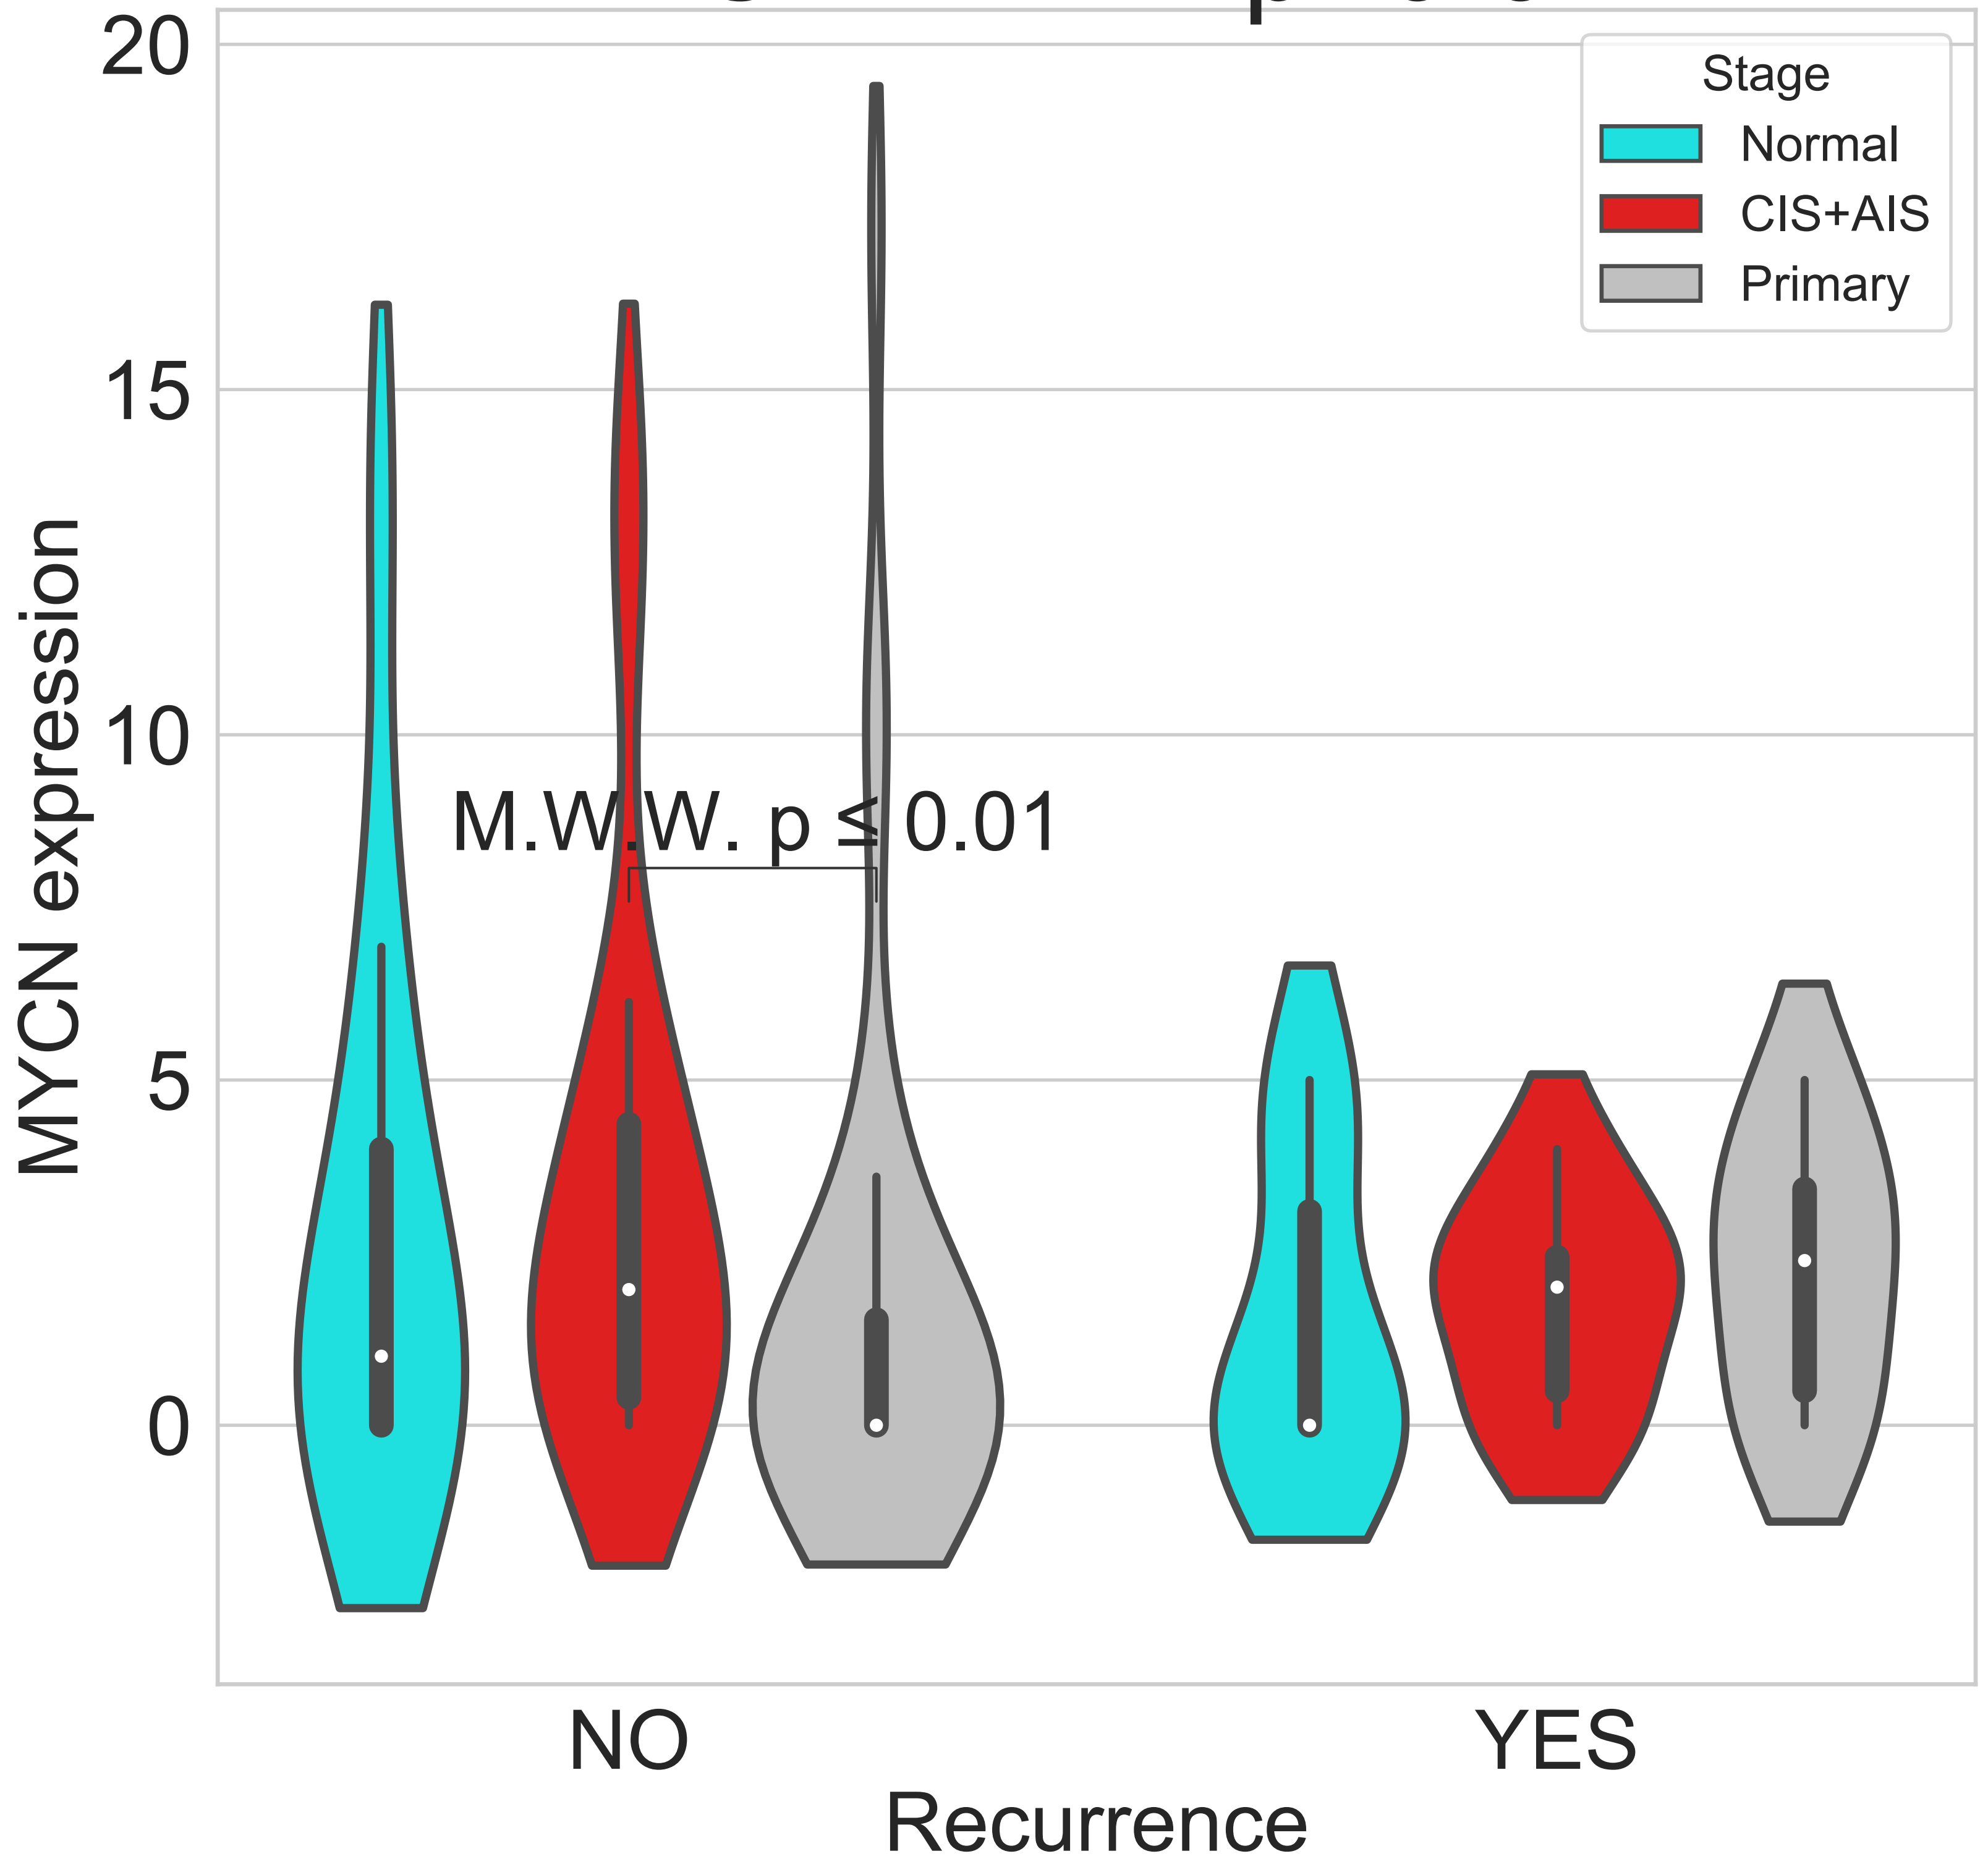 20
15
10
5
0
MYCN expression
Stage
Normal
CIS+AIS
Primary
M.W.W. p ≤ 0.01
NO
YES
Recurrence